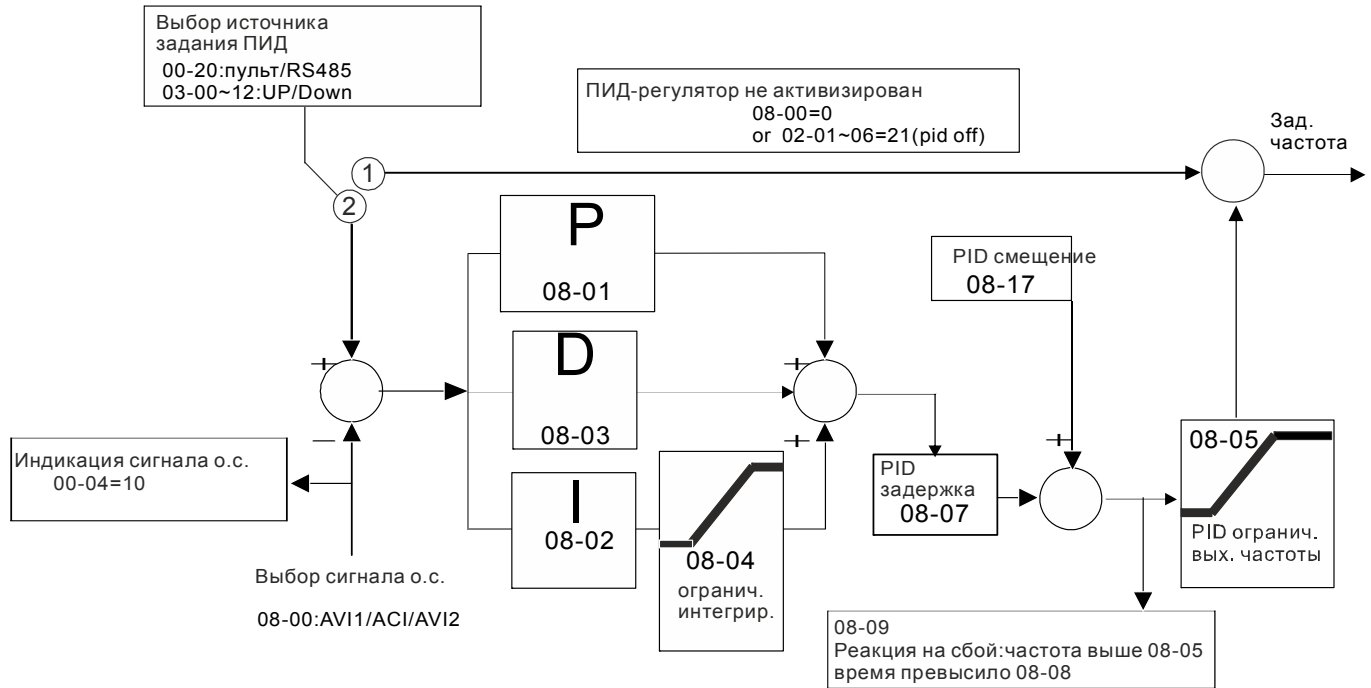 Выбор источника
задания ПИД
00-20:пульт/RS485
03-00~12:UP/Down
ПИД-регулятор не активизирован
08-00=0
or 02-01~06=21(pid off)
Зад.
частота
1
2
P
08-01
PID смещение
08-17
+
D
08-03
+
—
Индикация сигнала о.с.
00-04=10
I
08-02
08-04
огранич.
интегрир.
+
PID
задержка
08-07
+
08-05
PID огранич.
вых. частоты
Выбор сигнала о.с.
08-00:AVI1/ACI/AVI2
08-09
Реакция на сбой:частота выше 08-05
время превысило 08-08